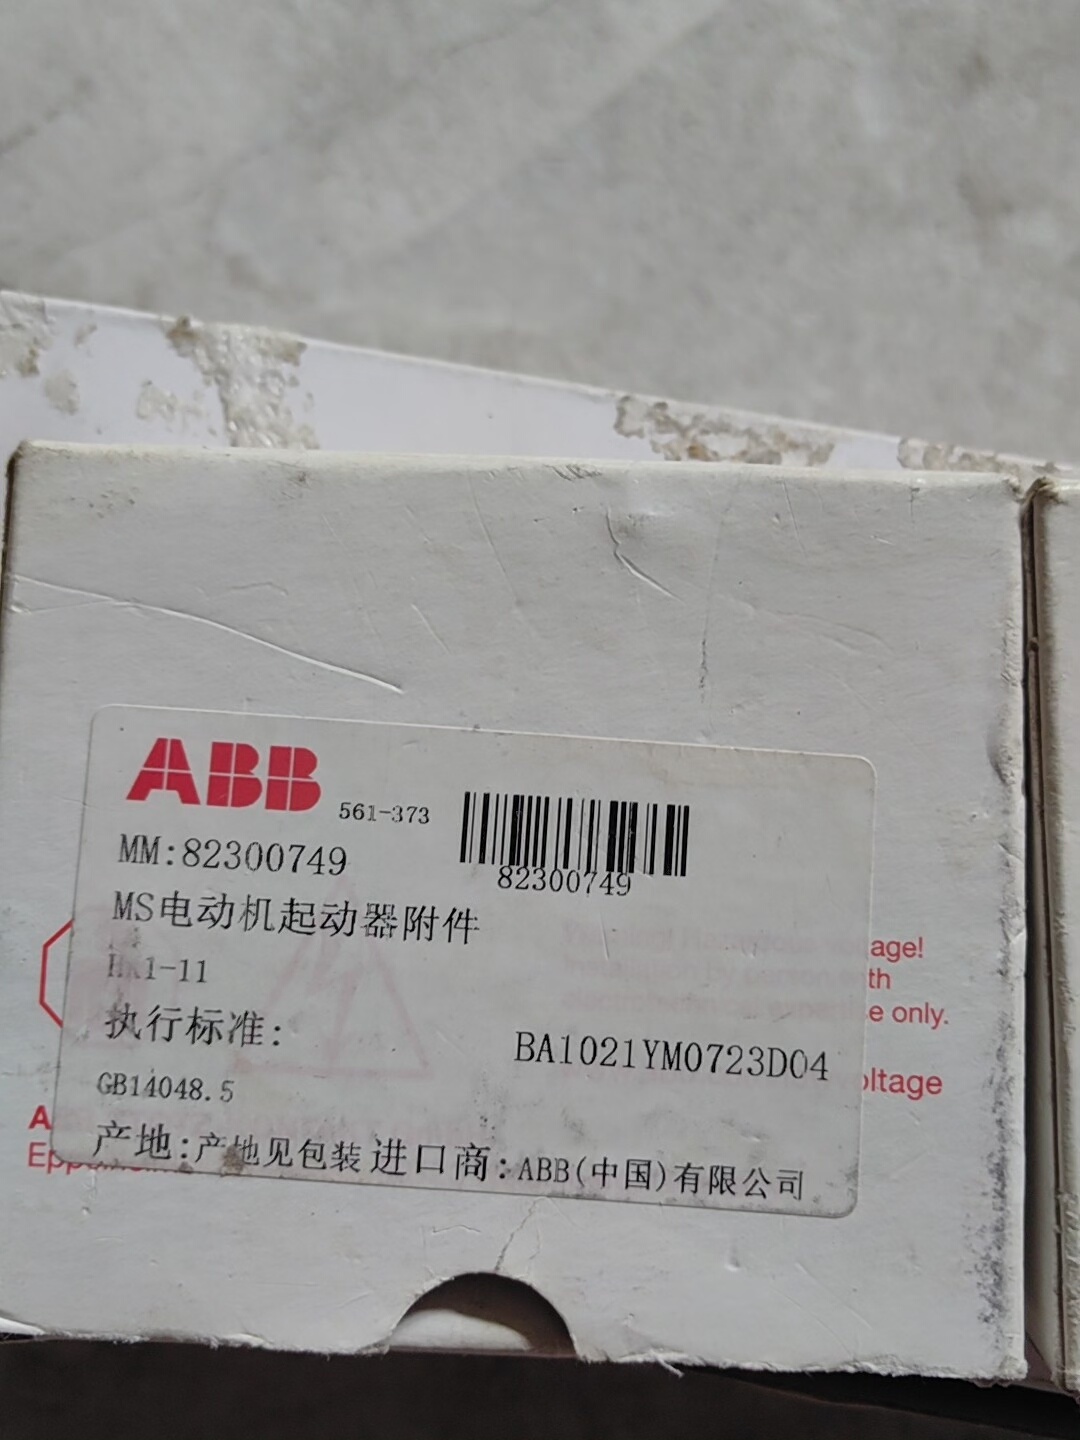 ABB
561-373
MM:82300749
82300749
MS电动机起动器附件
HK1-11
执行标准:
BA1021YM0723D04
GB14048.5
产地:产地见包装 进口商:ABB(中国)有限公司
age!
th
e only.
oltage
A